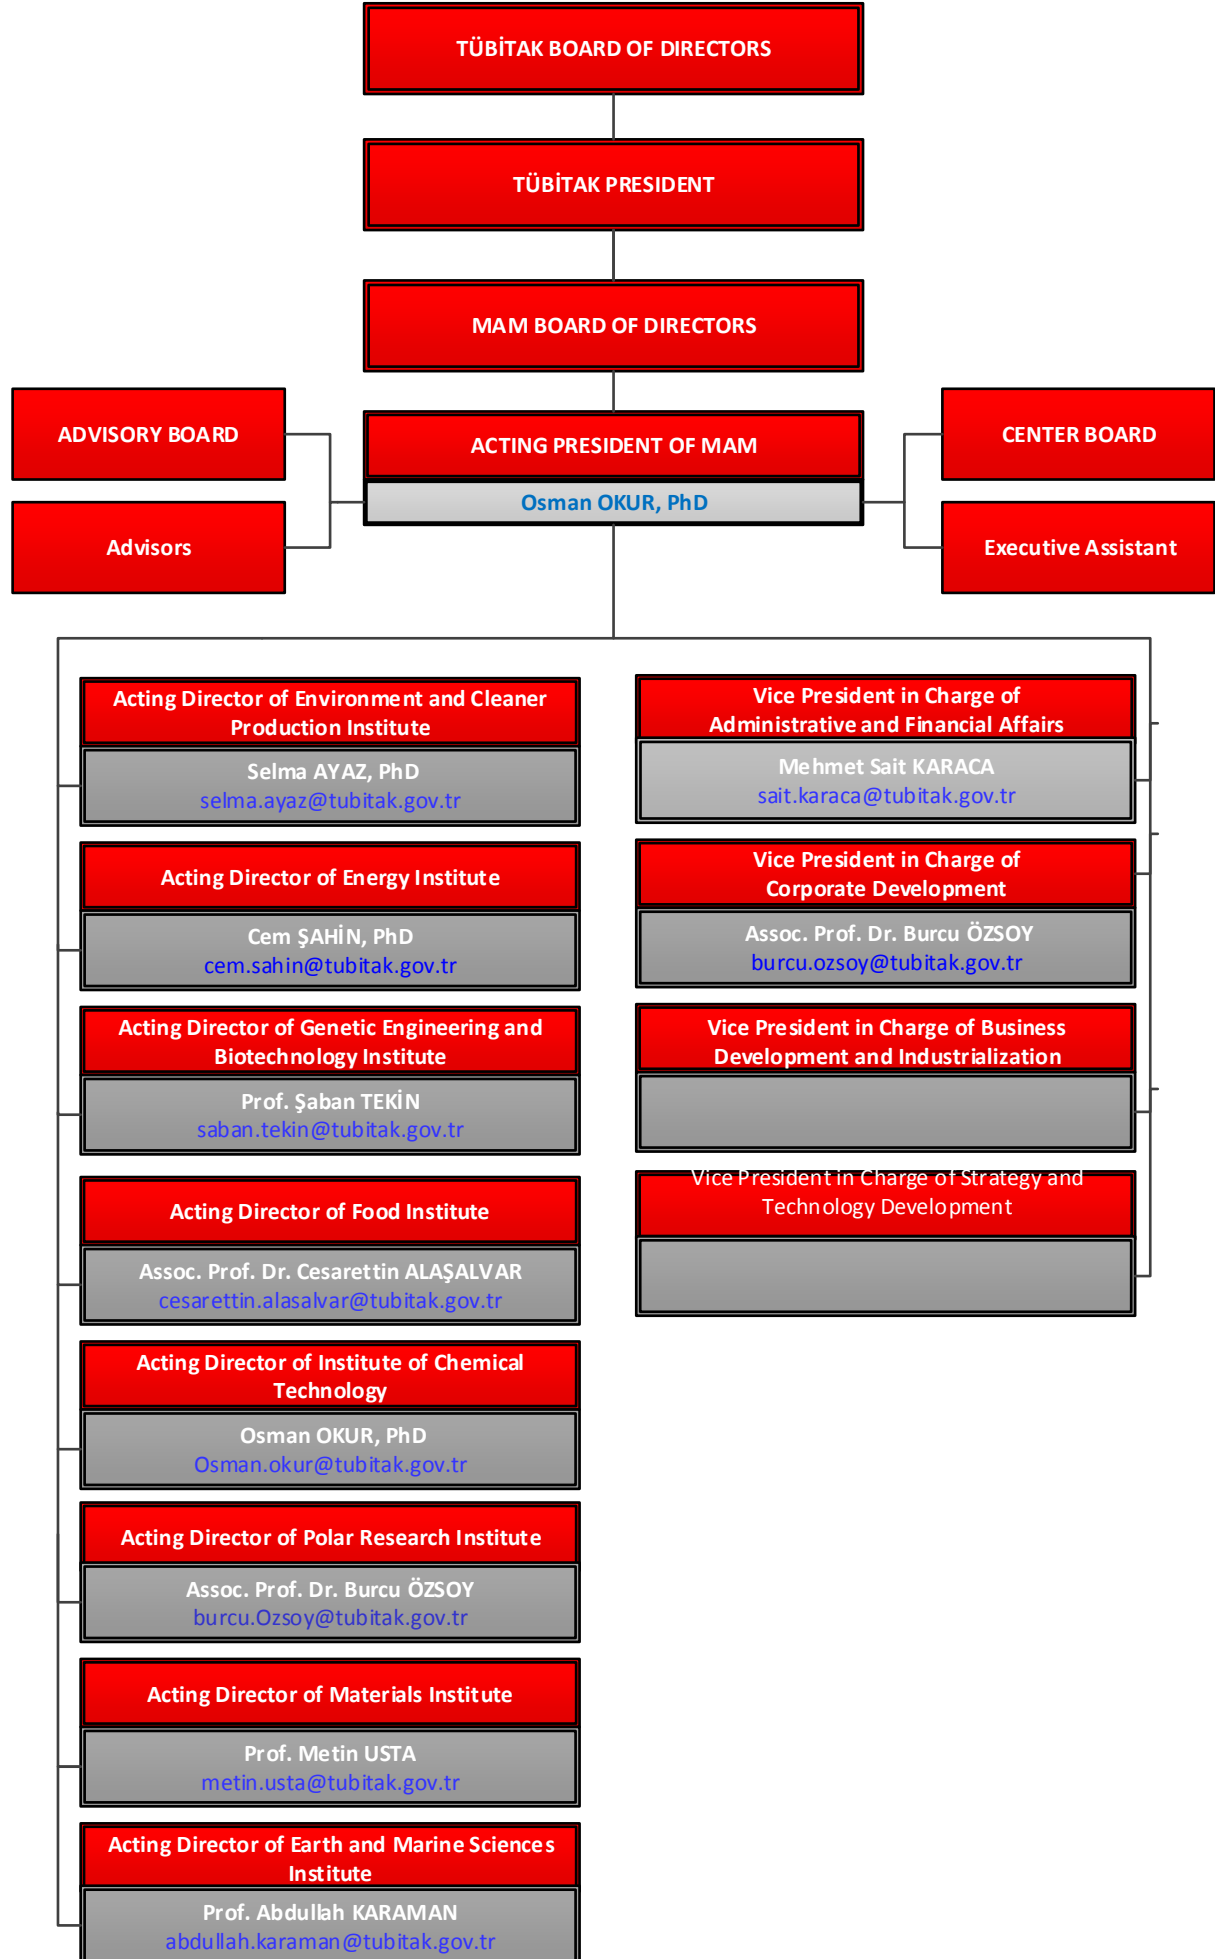 TÜBİTAK BOARD OF DIRECTORS
TÜBİTAK PRESIDENT
MAM BOARD OF DIRECTORS
ADVISORY BOARD
ACTING PRESIDENT OF MAM
CENTER BOARD
Osman OKUR, PhD
Advisors
Executive Assistant
Acting Director of Environment and Cleaner
Production Institute
Selma AYAZ, PhD
selma.ayaz@tubitak.gov.tr
Acting Director of Energy Institute
Cem ŞAHİN, PhD
cem.sahin@tubitak.gov.tr
Acting Director of Genetic Engineering and
Biotechnology Institute
Prof. Şaban TEKİN
saban.tekin@tubitak.gov.tr
Acting Director of Food Institute
Assoc. Prof. Dr. Cesarettin ALAŞALVAR
cesarettin.alasalvar@tubitak.gov.tr
Acting Director of Institute of Chemical
Technology
Osman OKUR, PhD
Osman.okur@tubitak.gov.tr
Acting Director of Polar Research Institute
Assoc. Prof. Dr. Burcu ÖZSOY
burcu.Ozsoy@tubitak.gov.tr
Acting Director of Materials Institute
Prof. Metin USTA
metin.usta@tubitak.gov.tr
Acting Director of Earth and Marine Sciences
Institute
Prof. Abdullah KARAMAN
abdullah.karaman@tubitak.gov.tr
Vice President in Charge of
Administrative and Financial Affairs
Mehmet Sait KARACA
sait.karaca@tubitak.gov.tr
Vice President in Charge of
Corporate Development
Assoc. Prof. Dr. Burcu ÖZSOY
burcu.ozsoy@tubitak.gov.tr
Vice President in Charge of Business
Development and Industrialization
Vice President in Charge of Strategy and
Technology Development